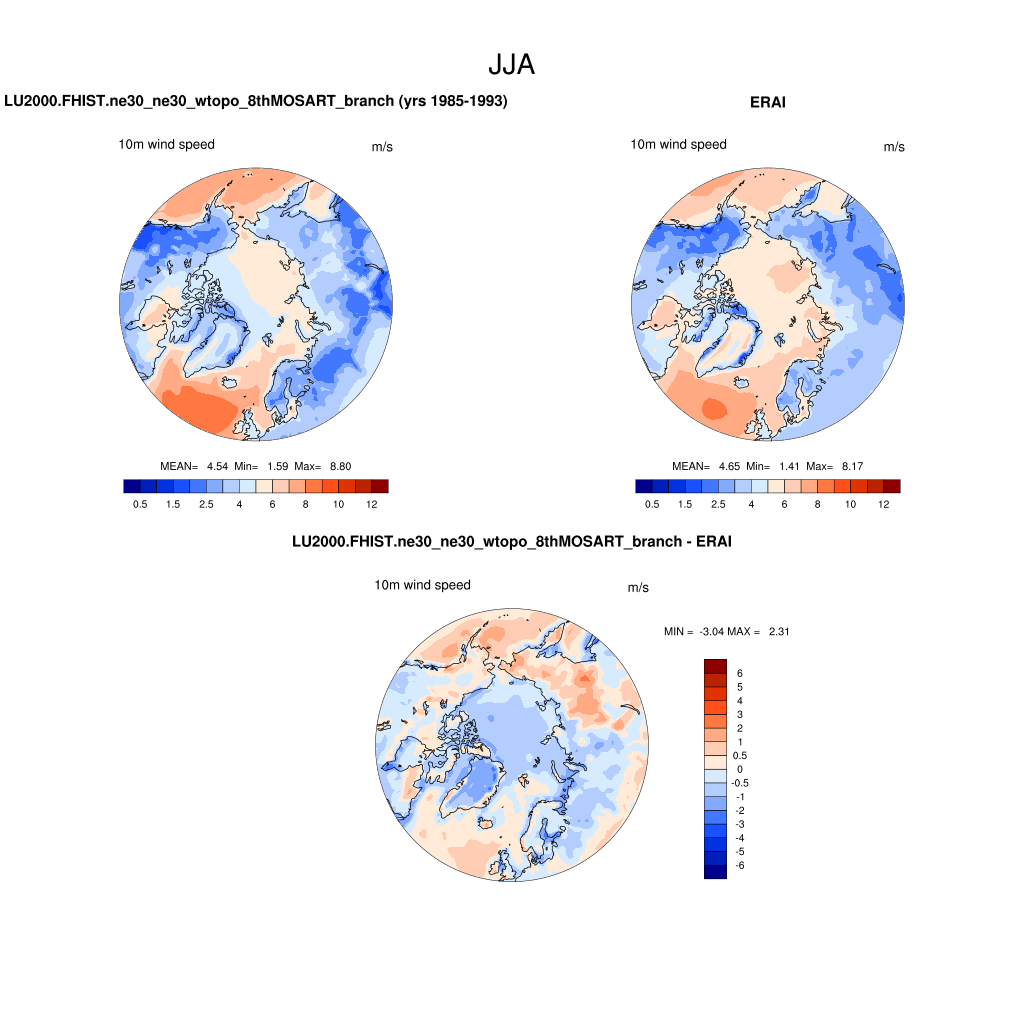 JJA
LU2000.FHIST.ne30_ne30_wtopo_8thMOSART_branch (yrs 1985-1993)
ERAI
10m wind speed
m/s
10m wind speed
m/s
MEAN= 4.54 Min= 1.59 Max= 8.80
MEAN= 4.65 Min= 1.41 Max= 8.17
0.5 1.5 2.5 4 6 8 10 12
0.5 1.5 2.5 4 6 8 10 12
LU2000.FHIST.ne30_ne30_wtopo_8thMOSART_branch - ERAI
10m wind speed
m/s
MIN = -3.04 MAX = 2.31
6
5
4
3
2
1
0.5
0
-0.5
-1
-2
-3
-4
-5
-6